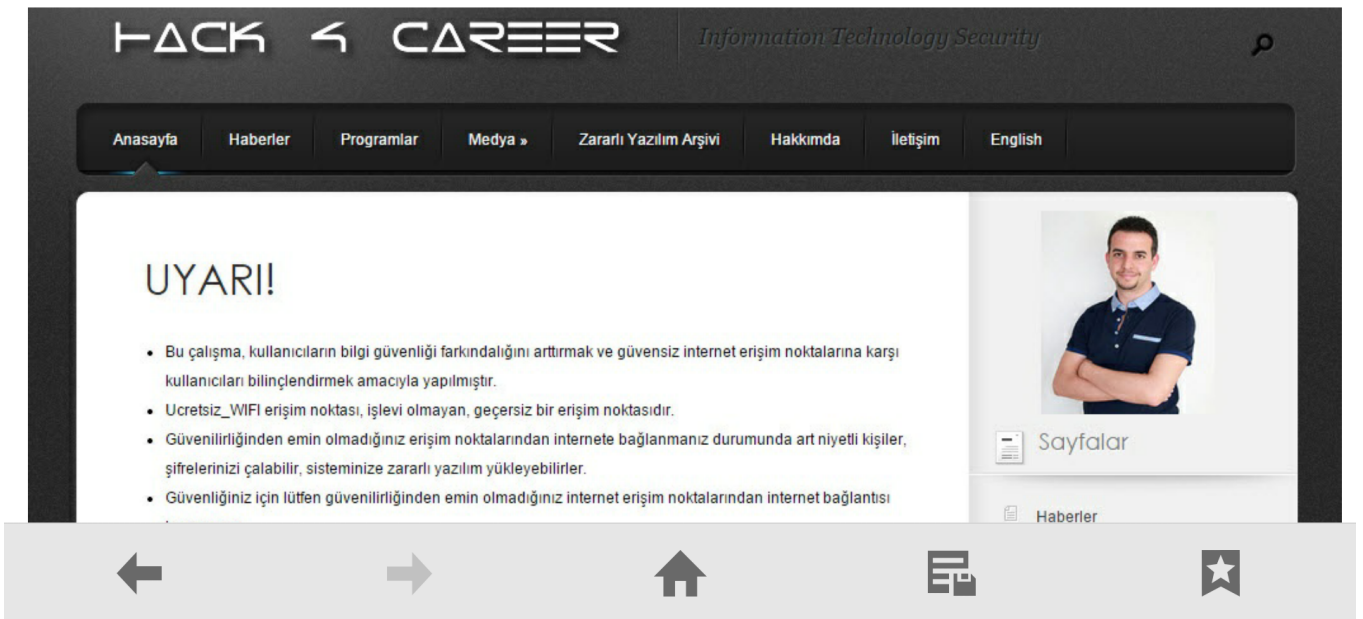 HACK 4 CAREER
Information Technology Security
Anasayfa Haberler Programlar Medya » Zararlı Yazılım Arşivi Hakkımda İletişim English
UYARI!
• Bu çalışma, kullanıcıların bilgi güvenliği farkındalığını arttırmak ve güvensiz internet erişim noktalarına karşı
kullanıcıları bilinçlendirmek amacıyla yapılmıştır.
• Ucretsiz_WIFI erişim noktası, işlevi olmayan, geçersiz bir erişim noktasıdır.
• Güvenilirliğinden emin olmadığınız erişim noktalarından internete bağlanmanız durumunda art niyetli kişiler,
şifrelerinizi çalabilir, sisteminize zararlı yazılım yükleyebilirler.
• Güvenliğiniz için lütfen güvenilirliğinden emin olmadığınız internet erişim noktalarından internet bağlantısı
Sayfalar
Haberler